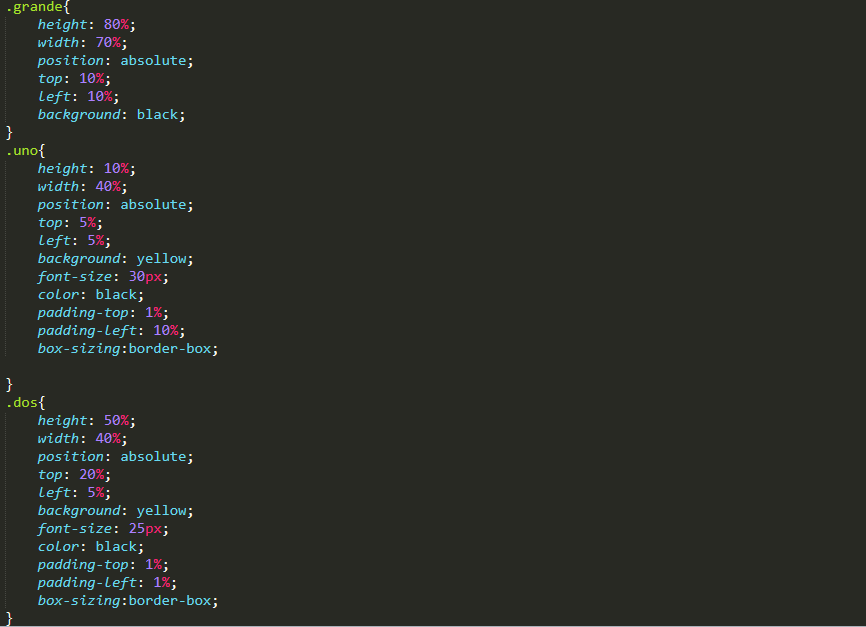 .grande{
height: 80%;
width: 70%;
position: absolute;
top: 10%;
left: 10%;
background: black;
}
.uno{
height: 10%;
width: 40%;
position: absolute;
top: 5%;
left: 5%;
background: yellow;
font-size: 30px;
color: black;
padding-top: 1%;
padding-left: 10%;
box-sizing:border-box;
}
.dos{
height: 50%;
width: 40%;
position: absolute;
top: 20%;
left: 5%;
background: yellow;
font-size: 25px;
color: black;
padding-top: 1%;
padding-left: 1%;
box-sizing:border-box;
}